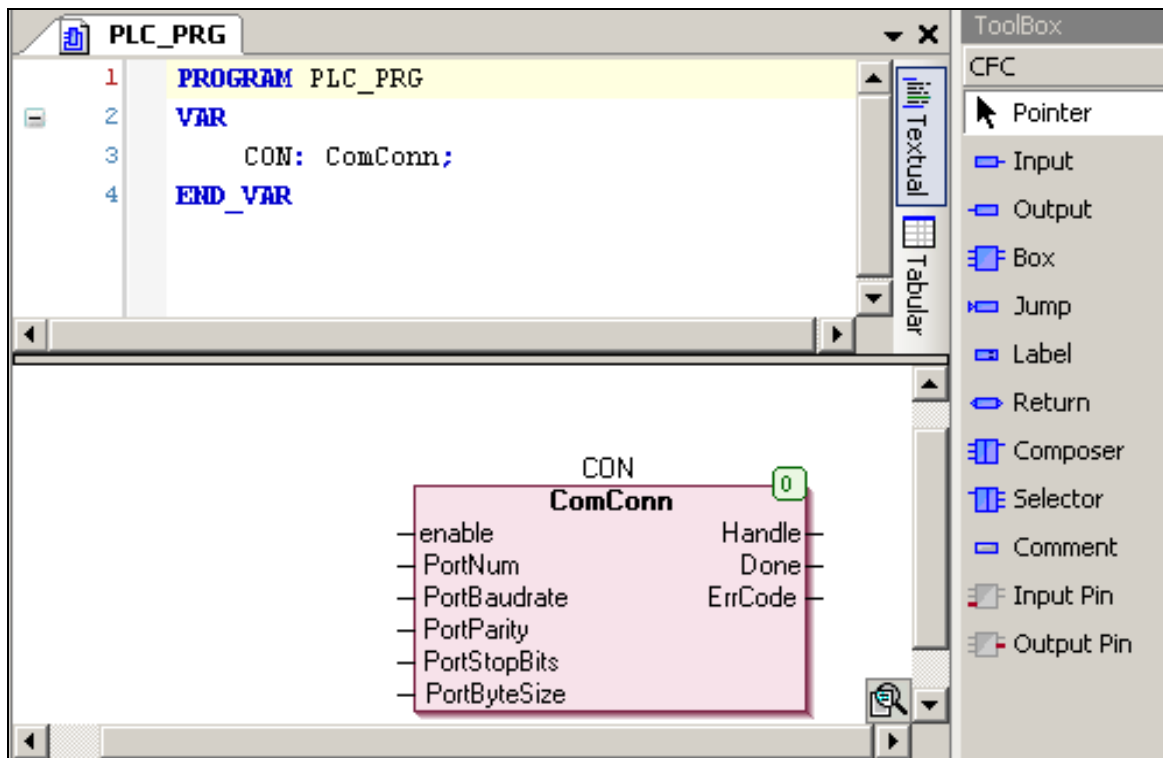 PLC_PRG
1 PROGRAM PLC_PRG
2 VAR
3 CON: ComConn;
4 END_VAR
Textual
Tabular
CON
0
ComConn
enable Handle
PortNum Done
PortBaudrate ErrCode
PortParity
PortStopBits
PortByteSize
ToolBox
CFC
Pointer
Input
Output
Box
Jump
Label
Return
Composer
Selector
Comment
Input Pin
Output Pin